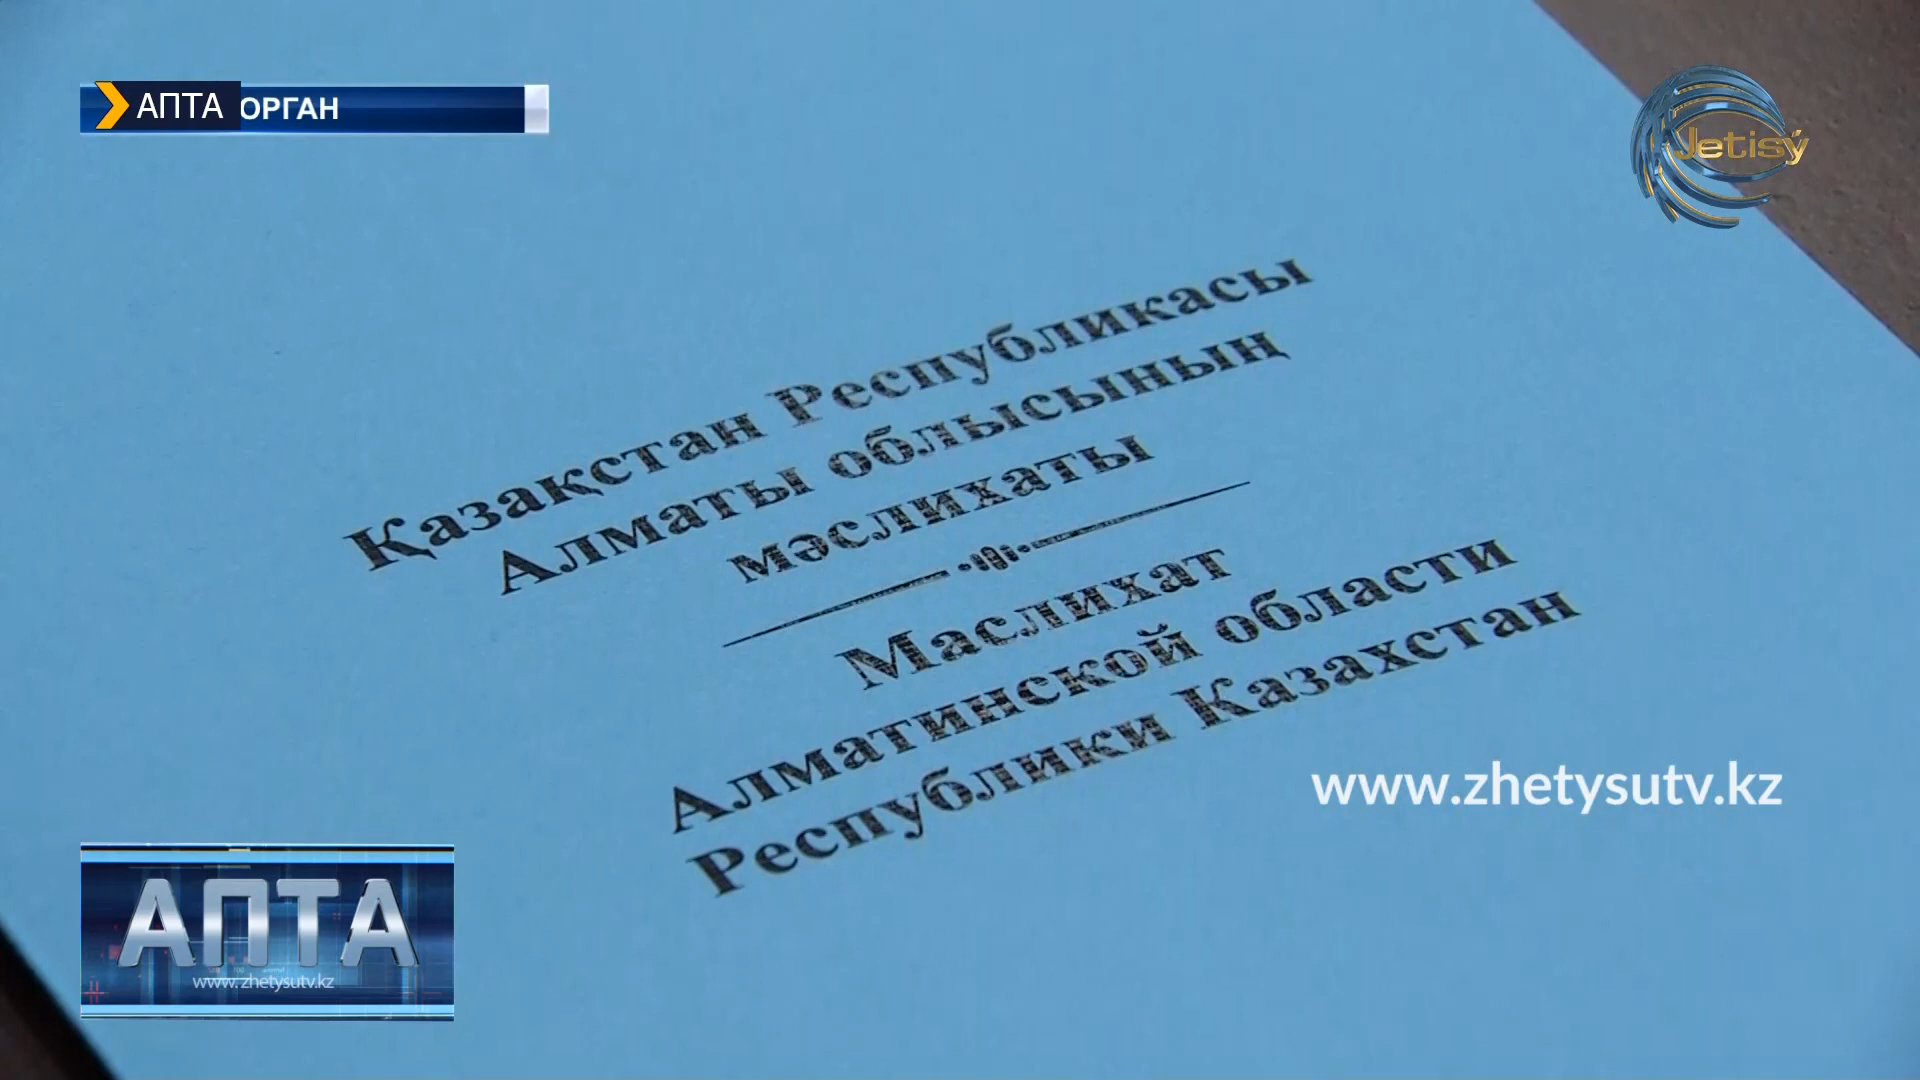 АПТА ОРГАН
Jetisý
Қазақстан Республикасы
Алматы облысының
мәслихаты
Маслихат
Алматинской области
Республики Казахстан
www.zhetysutv.kz
АПТА
www.zhetysutv.kz